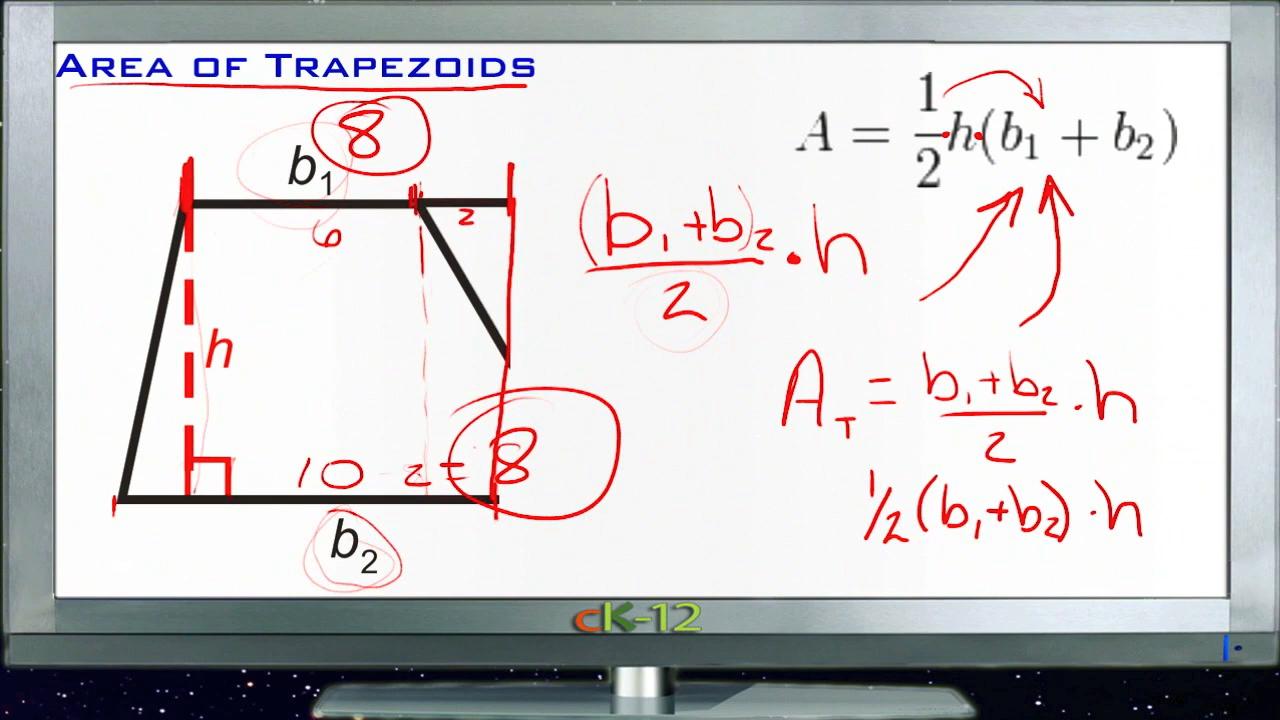 AREA OF TRAPEZOIDS
8
b₁
6
2
h
10 - 2 = 8
b₂
A = 1/2 h(b₁ + b₂)
(b₁+b)₂/2 · h
A_T = b₁+b₂/2 · h
1/2 (b₁+b₂) · h
cK-12